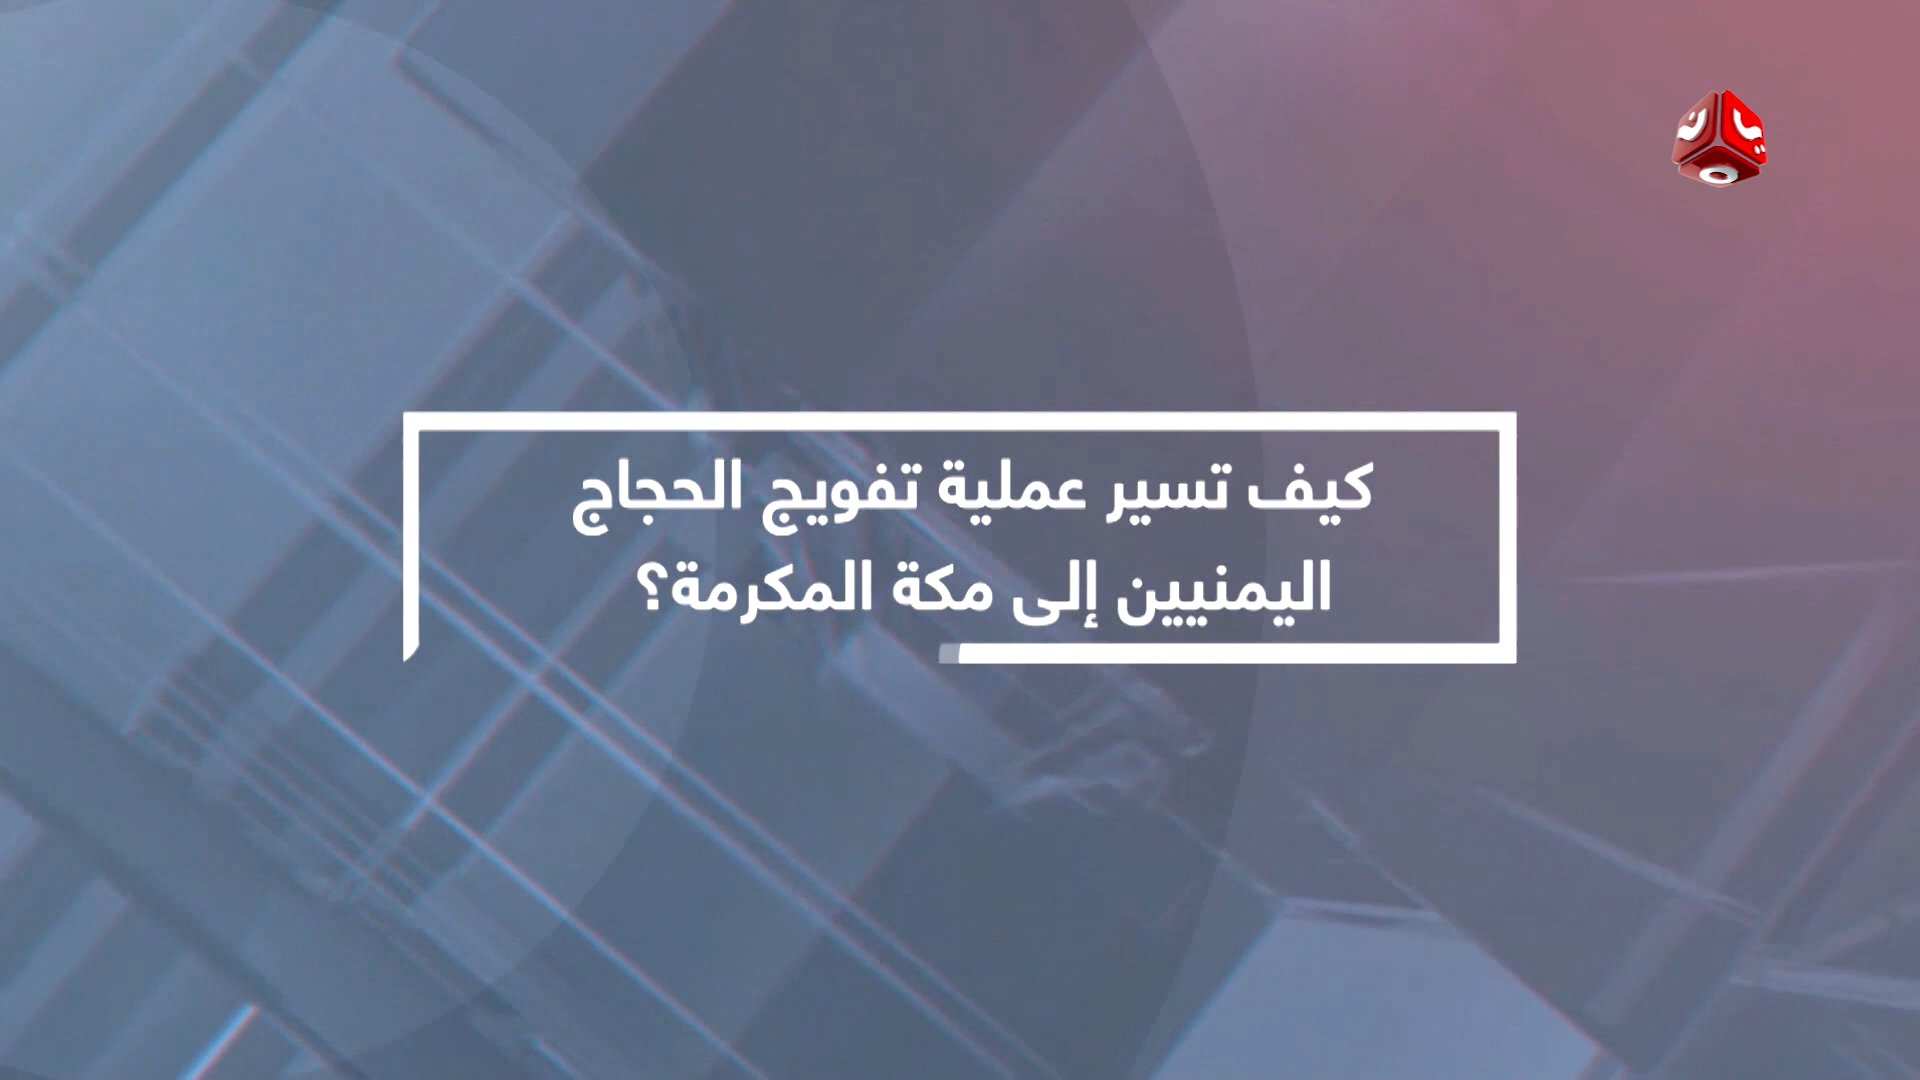 كيف تسير عملية تفويج الحجاج
اليمنيين إلى مكة المكرمة؟